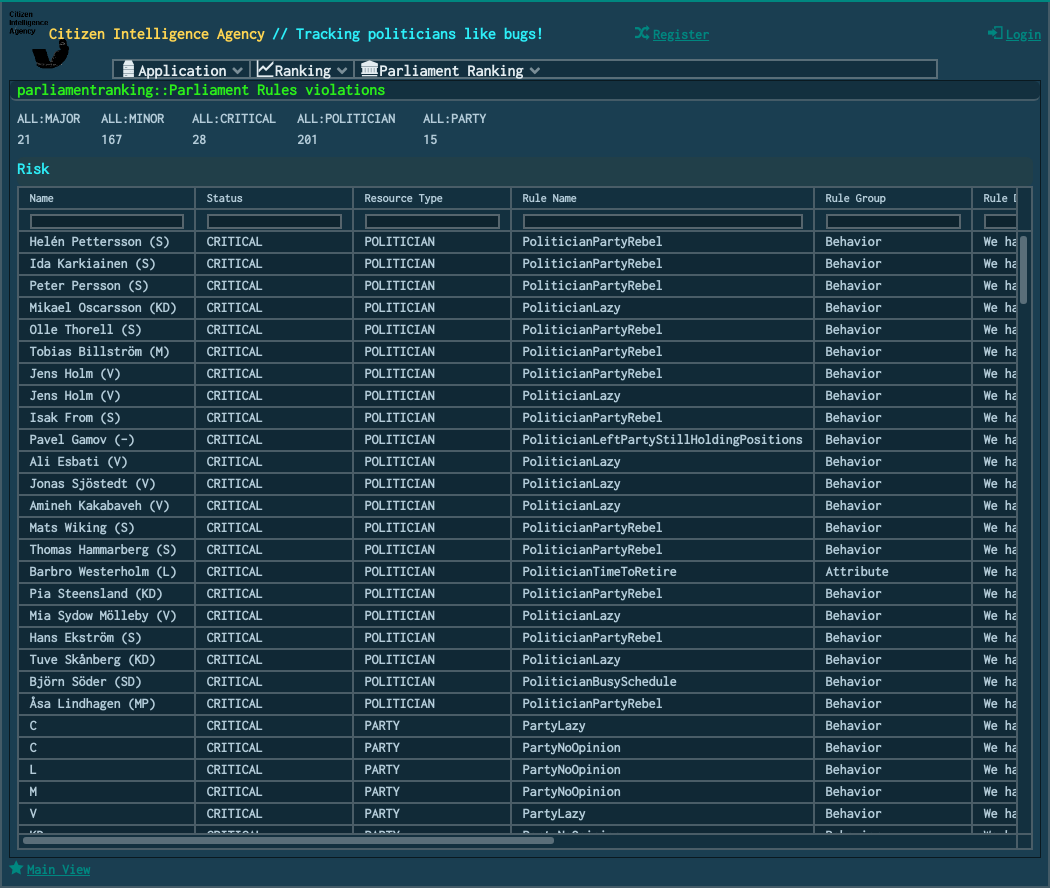 Citizen
Intelligence
Agency
Citizen Intelligence Agency // Tracking politicians like bugs!
Register
Login
Application Ranking Parliament Ranking
parliamentranking::Parliament Rules violations
ALL:MAJOR ALL:MINOR ALL:CRITICAL ALL:POLITICIAN ALL:PARTY
21 167 28 201 15
Risk
Name Status Resource Type Rule Name Rule Group Rule
Helén Pettersson (S) CRITICAL POLITICIAN PoliticianPartyRebel Behavior We ha
Ida Karkiainen (S) CRITICAL POLITICIAN PoliticianPartyRebel Behavior We ha
Peter Persson (S) CRITICAL POLITICIAN PoliticianPartyRebel Behavior We ha
Mikael Oscarsson (KD) CRITICAL POLITICIAN PoliticianLazy Behavior We ha
Olle Thorell (S) CRITICAL POLITICIAN PoliticianPartyRebel Behavior We ha
Tobias Billström (M) CRITICAL POLITICIAN PoliticianPartyRebel Behavior We ha
Jens Holm (V) CRITICAL POLITICIAN PoliticianPartyRebel Behavior We ha
Jens Holm (V) CRITICAL POLITICIAN PoliticianLazy Behavior We ha
Isak From (S) CRITICAL POLITICIAN PoliticianPartyRebel Behavior We ha
Pavel Gamov (-) CRITICAL POLITICIAN PoliticianLeftPartyStillHoldingPositions Behavior We ha
Ali Esbati (V) CRITICAL POLITICIAN PoliticianLazy Behavior We ha
Jonas Sjöstedt (V) CRITICAL POLITICIAN PoliticianLazy Behavior We ha
Amineh Kakabaveh (V) CRITICAL POLITICIAN PoliticianLazy Behavior We ha
Mats Wiking (S) CRITICAL POLITICIAN PoliticianPartyRebel Behavior We ha
Thomas Hammarberg (S) CRITICAL POLITICIAN PoliticianPartyRebel Behavior We ha
Barbro Westerholm (L) CRITICAL POLITICIAN PoliticianTimeToRetire Attribute We ha
Pia Steensland (KD) CRITICAL POLITICIAN PoliticianPartyRebel Behavior We ha
Mia Sydow Mölleby (V) CRITICAL POLITICIAN PoliticianLazy Behavior We ha
Hans Ekström (S) CRITICAL POLITICIAN PoliticianPartyRebel Behavior We ha
Tuve Skånberg (KD) CRITICAL POLITICIAN PoliticianLazy Behavior We ha
Björn Söder (SD) CRITICAL POLITICIAN PoliticianBusySchedule Behavior We ha
Åsa Lindhagen (MP) CRITICAL POLITICIAN PoliticianPartyRebel Behavior We ha
C CRITICAL PARTY PartyLazy Behavior We ha
C CRITICAL PARTY PartyNoOpinion Behavior We ha
L CRITICAL PARTY PartyNoOpinion Behavior We ha
M CRITICAL PARTY PartyNoOpinion Behavior We ha
V CRITICAL PARTY PartyLazy Behavior We ha
Main View